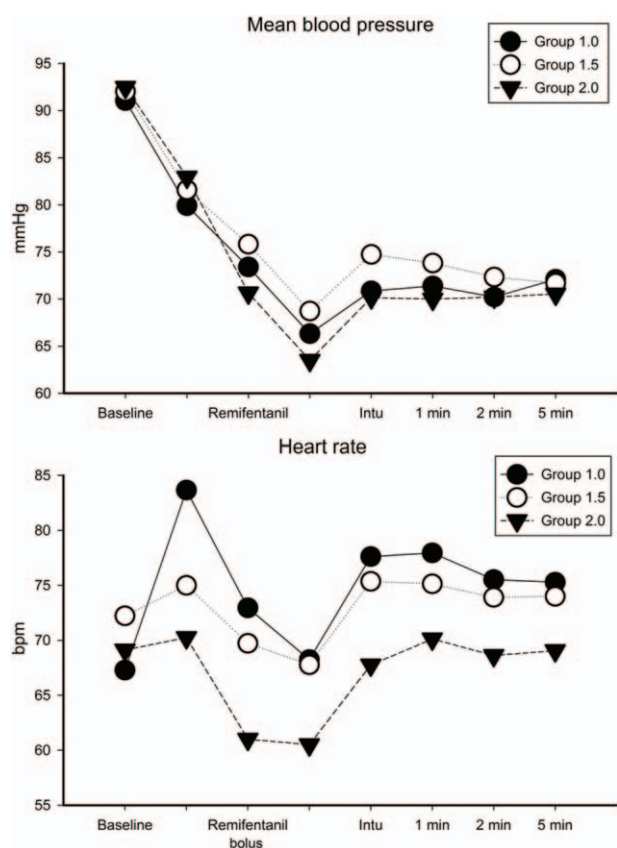 Mean blood pressure
Group 1.0
Group 1.5
Group 2.0
95
90
85
80
75
70
65
60
mmHg
Baseline Remifentanil Intu 1 min 2 min 5 min
Heart rate
Group 1.0
Group 1.5
Group 2.0
85
80
75
70
65
60
55
bpm
Baseline Remifentanil Intu 1 min 2 min 5 min
bolus